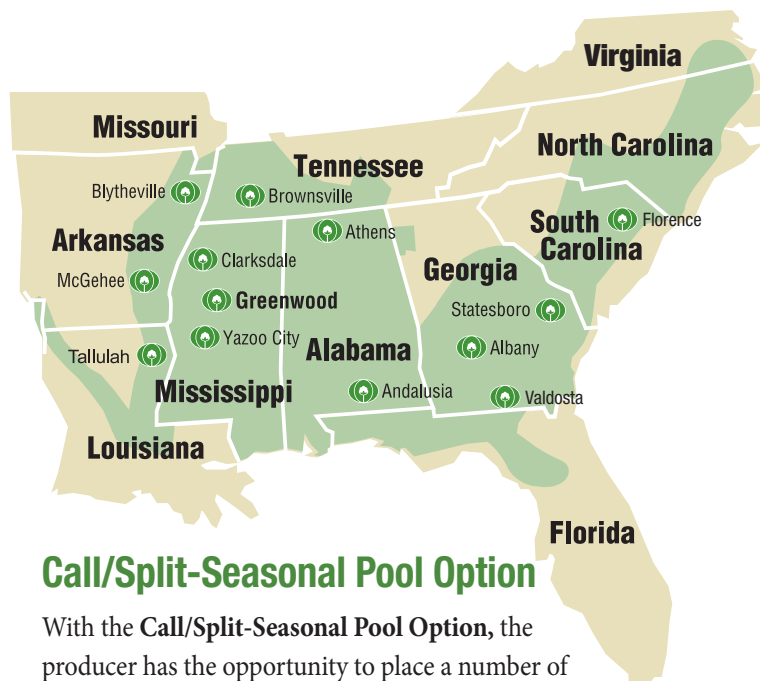 Virginia
Missouri
North Carolina
Tennessee
Blytheville
Brownsville
South
Carolina
Florence
Arkansas
Athens
Clarksdale
Georgia
McGehee
Greenwood
Statesboro
Yazoo City
Alabama
Albany
Tallulah
Mississippi
Andalusia
Valdosta
Louisiana
Florida
Call/Split-Seasonal Pool Option
With the Call/Split-Seasonal Pool Option, the
producer has the opportunity to place a number of